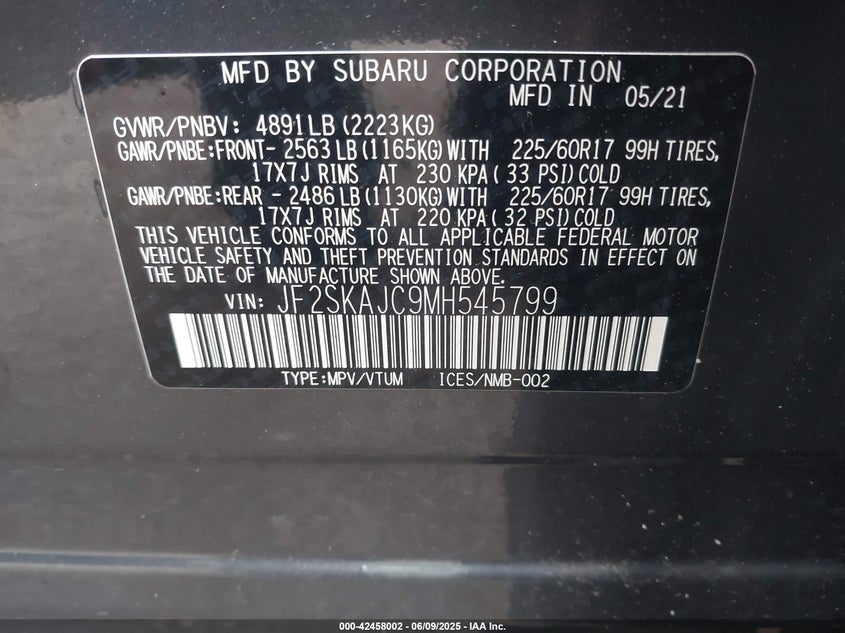 MFD BY SUBARU CORPORATION
MFD IN 05/21
GVWR/PNBV: 4891LB (2223KG)
GAWR/PNBE:FRONT- 2563 LB (1165KG) WITH 225/60R17 99H TIRES,
17X7J RIMS AT 230 KPA ( 33 PSI) COLD
GAWR/PNBE:REAR - 2486 LB (1130KG) WITH 225/60R17 99H TIRES,
17X7J RIMS AT 220 KPA ( 32 PSI) COLD
THIS VEHICLE CONFORMS TO ALL APPLICABLE FEDERAL MOTOR
VEHICLE SAFETY AND THEFT PREVENTION STANDARDS IN EFFECT ON
THE DATE OF MANUFACTURE SHOWN ABOVE.
VIN: JF2SKAJC9MH545799
TYPE:MPV/VTUM ICES/NMB-002
000-42458002 - 06/09/2025 - IAA Inc.